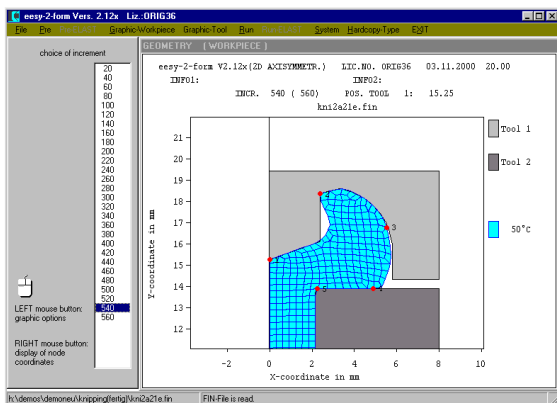 eesy-2-form Vers. 2.12x Liz.:ORIG36
File Pre Graphic-Workpiece Graphic-Tool Run System Hardcopy-Type EXIT
choice of increment
20
40
60
80
100
120
140
160
180
200
220
240
260
280
300
320
340
360
380
400
420
440
460
480
500
520
540
560
LEFT mouse button:
graphic options
RIGHT mouse button:
display of node
coordinates
GEOMETRY (WORKPIECE)
eesy-2-form V2.12x(2D AXISYMMETR.) LIC.NO. ORIG36 03.11.2000 20.00
INFO1: INFO2:
INCR. 540 ( 560) POS. TOOL 1: 15.25
kni2a21e.fin
21
20
19
18
17
16
15
14
13
12
Y-coordinate in mm
-2 0 2 4 6 8 10
X-coordinate in mm
2
3
4
5
Tool 1
Tool 2
50°C
h:\demos\demoneu\knipping(fertig)\kni2a21e.fin FIN-File is read.